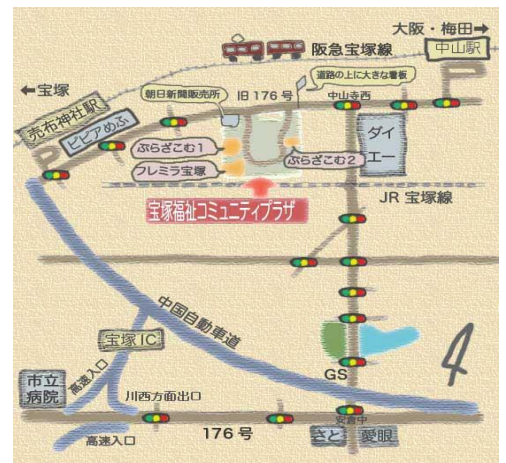 大阪・梅田→
阪急宝塚線
中山駅
←宝塚
道路の上に大きな看板
朝日新聞販売所
旧176号
中山寺西
売布神社駅
ピピアめふ
ダイ
エー
ぷらざこむ1
ぷらざこむ2
フレミラ宝塚
JR 宝塚線
宝塚福祉コミュニティプラザ
中国自動車道
宝塚IC
GS
市立
病院
高速入口
川西方面出口
安倉中
176号
さと
愛眼
高速入口